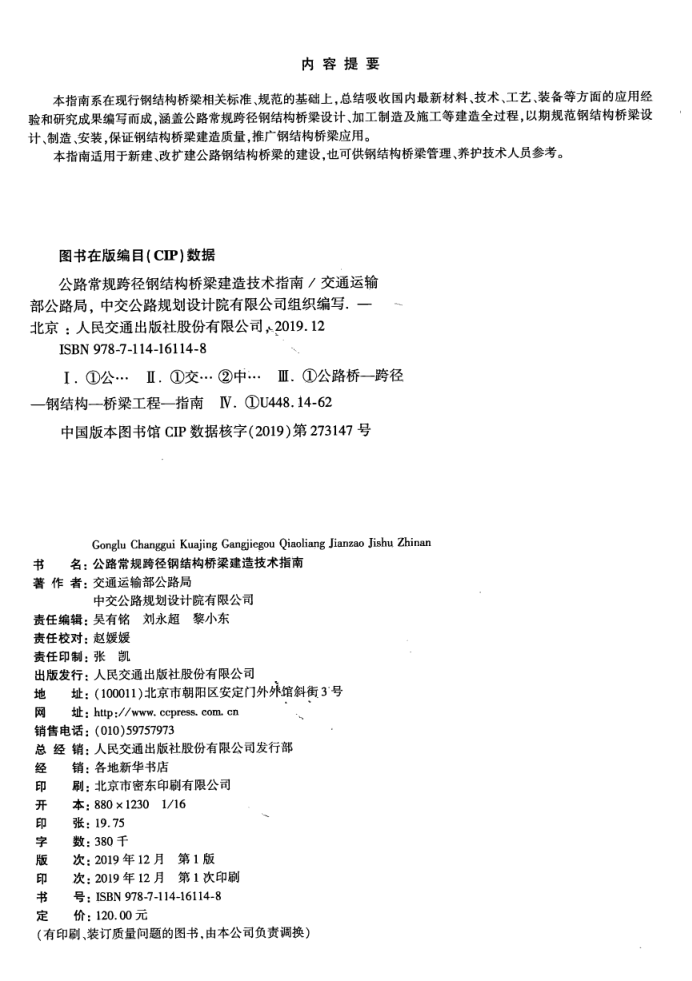 内容提要
本指南系在现行钢结构桥梁相关标准、规范的基础上,总结吸收国内最新材料、技术、工艺、装备等方面的应用经
验和研究成果编写而成,涵盖公路常规跨径钢结构桥梁设计、加工制造及施工等建造全过程,以期规范钢结构桥梁设
计、制造、安装,保证钢结构桥梁建造质量,推广钢结构桥梁应用。
本指南适用于新建、改扩建公路钢结构桥梁的建设,也可供钢结构桥梁管理、养护技术人员参考。
图书在版编目(CIP)数据
公路常规跨径钢结构桥梁建造技术指南 / 交通运输
部公路局, 中交公路规划设计院有限公司组织编写. —
北京 : 人民交通出版社股份有限公司, 2019.12
ISBN 978-7-114-16114-8
Ⅰ. ①公… Ⅱ. ①交… ②中… Ⅲ. ①公路桥—跨径
—钢结构—桥梁工程—指南 Ⅳ. ①U448.14-62
中国版本图书馆 CIP 数据核字(2019)第 273147 号
Gonglu Changgui Kuajing Gangjiegou Qiaoliang Jianzao Jishu Zhinan
书 名: 公路常规跨径钢结构桥梁建造技术指南
著 作 者: 交通运输部公路局
中交公路规划设计院有限公司
责任编辑: 吴有铭 刘永超 黎小东
责任校对: 赵媛媛
责任印制: 张 凯
出版发行: 人民交通出版社股份有限公司
地 址: (100011)北京市朝阳区安定门外外馆斜街 3 号
网 址: http://www.ccpress.com.cn
销售电话: (010)59757973
总 经 销: 人民交通出版社股份有限公司发行部
经 销: 各地新华书店
印 刷: 北京市密东印刷有限公司
开 本: 880×1230 1/16
印 张: 19.75
字 数: 380 千
版 次: 2019 年 12 月 第 1 版
印 次: 2019 年 12 月 第 1 次印刷
书 号: ISBN 978-7-114-16114-8
定 价: 120.00 元
(有印刷、装订质量问题的图书,由本公司负责调换)